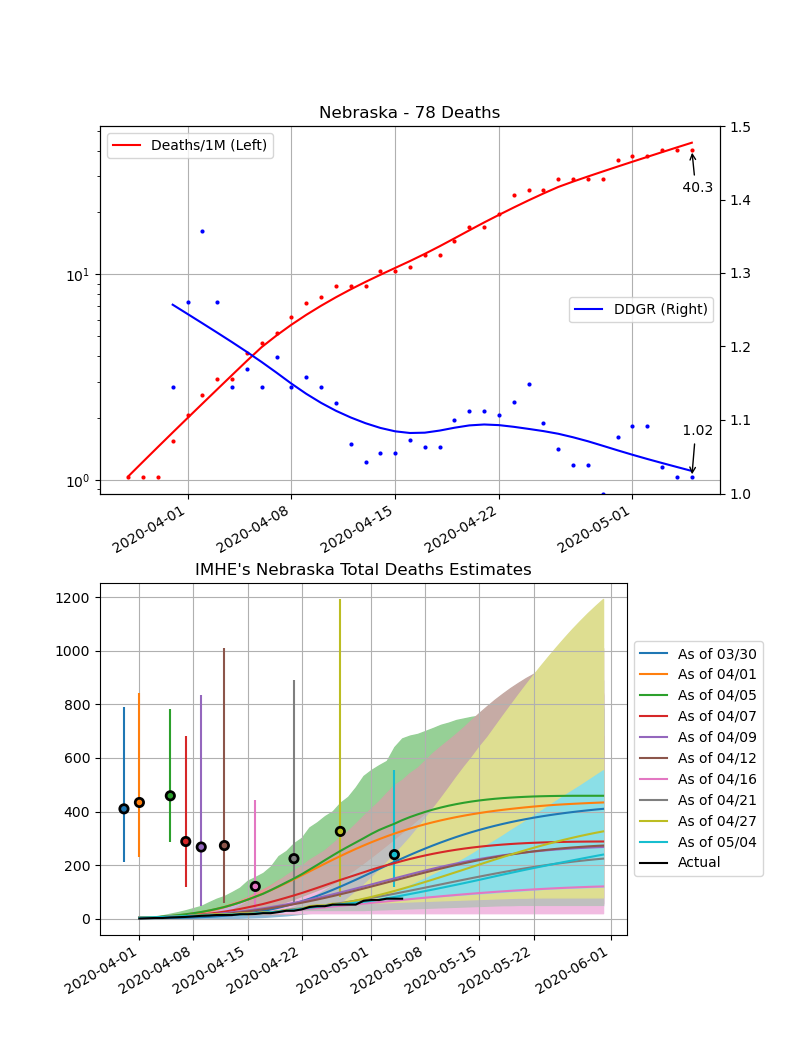 Nebraska - 78 Deaths
Deaths/1M (Left)
DDGR (Right)
40.3
1.02
10¹
10⁰
1.5
1.4
1.3
1.2
1.1
1.0
2020-04-01
2020-04-08
2020-04-15
2020-04-22
2020-05-01
IMHE's Nebraska Total Deaths Estimates
1200
1000
800
600
400
200
0
2020-04-01
2020-04-08
2020-04-15
2020-04-22
2020-05-01
2020-05-08
2020-05-15
2020-05-22
2020-06-01
As of 03/30
As of 04/01
As of 04/05
As of 04/07
As of 04/09
As of 04/12
As of 04/16
As of 04/21
As of 04/27
As of 05/04
Actual